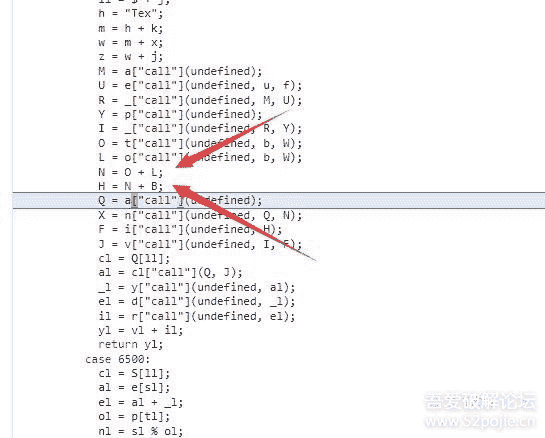 h = "Tex";
m = h + k;
w = m + x;
z = w + j;
M = a["call"](undefined);
U = e["call"](undefined, u, f);
R = _["call"](undefined, M, U);
Y = p["call"](undefined);
I = _["call"](undefined, R, Y);
O = t["call"](undefined, b, W);
L = o["call"](undefined, b, W);
N = O + L;
H = N + B;
Q = a["call"](undefined);
X = n["call"](undefined, Q, N);
F = i["call"](undefined, H);
J = v["call"](undefined, I, F);
cl = Q[ll];
al = cl["call"](Q, J);
_l = y["call"](undefined, al);
el = d["call"](undefined, _l);
il = r["call"](undefined, el);
yl = vl + il;
return yl;
case 6500:
cl = S[ll];
al = e[sl];
el = al + _l;
ol = p[tl];
nl = sl % ol;
吾爱破解论坛
www.52pojie.cn